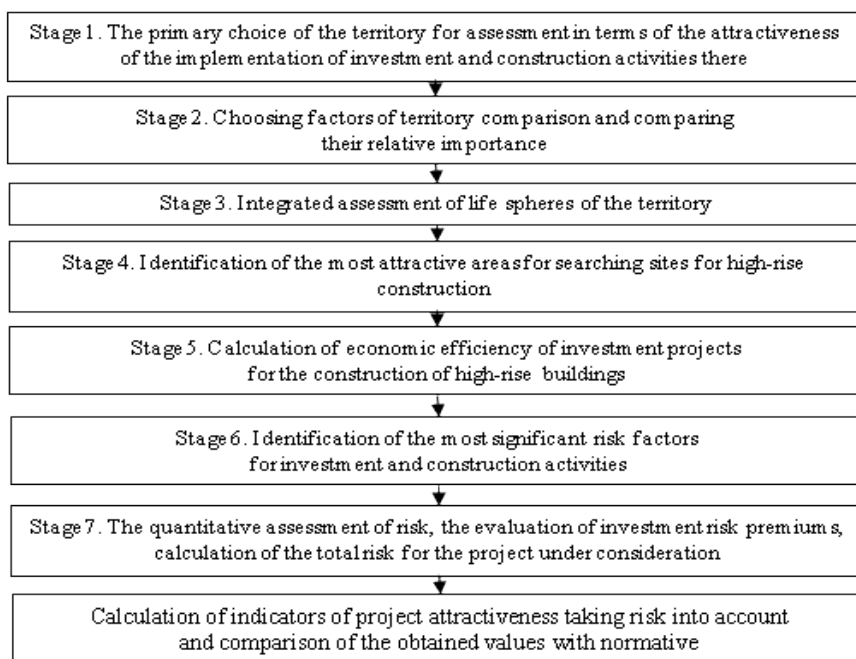 Stage 1. The primary choice of the territory for assessment in terms of the attractiveness
of the implementation of investment and construction activities there
Stage 2. Choosing factors of territory comparison and comparing
their relative importance
Stage 3. Integrated assessment of life spheres of the territory
Stage 4. Identification of the most attractive areas for searching sites for high-rise
construction
Stage 5. Calculation of economic efficiency of investment projects
for the construction of high-rise buildings
Stage 6. Identification of the most significant risk factors
for investment and construction activities
Stage 7. The quantitative assessment of risk, the evaluation of investment risk premiums,
calculation of the total risk for the project under consideration
Calculation of indicators of project attractiveness taking risk into account
and comparison of the obtained values with normative